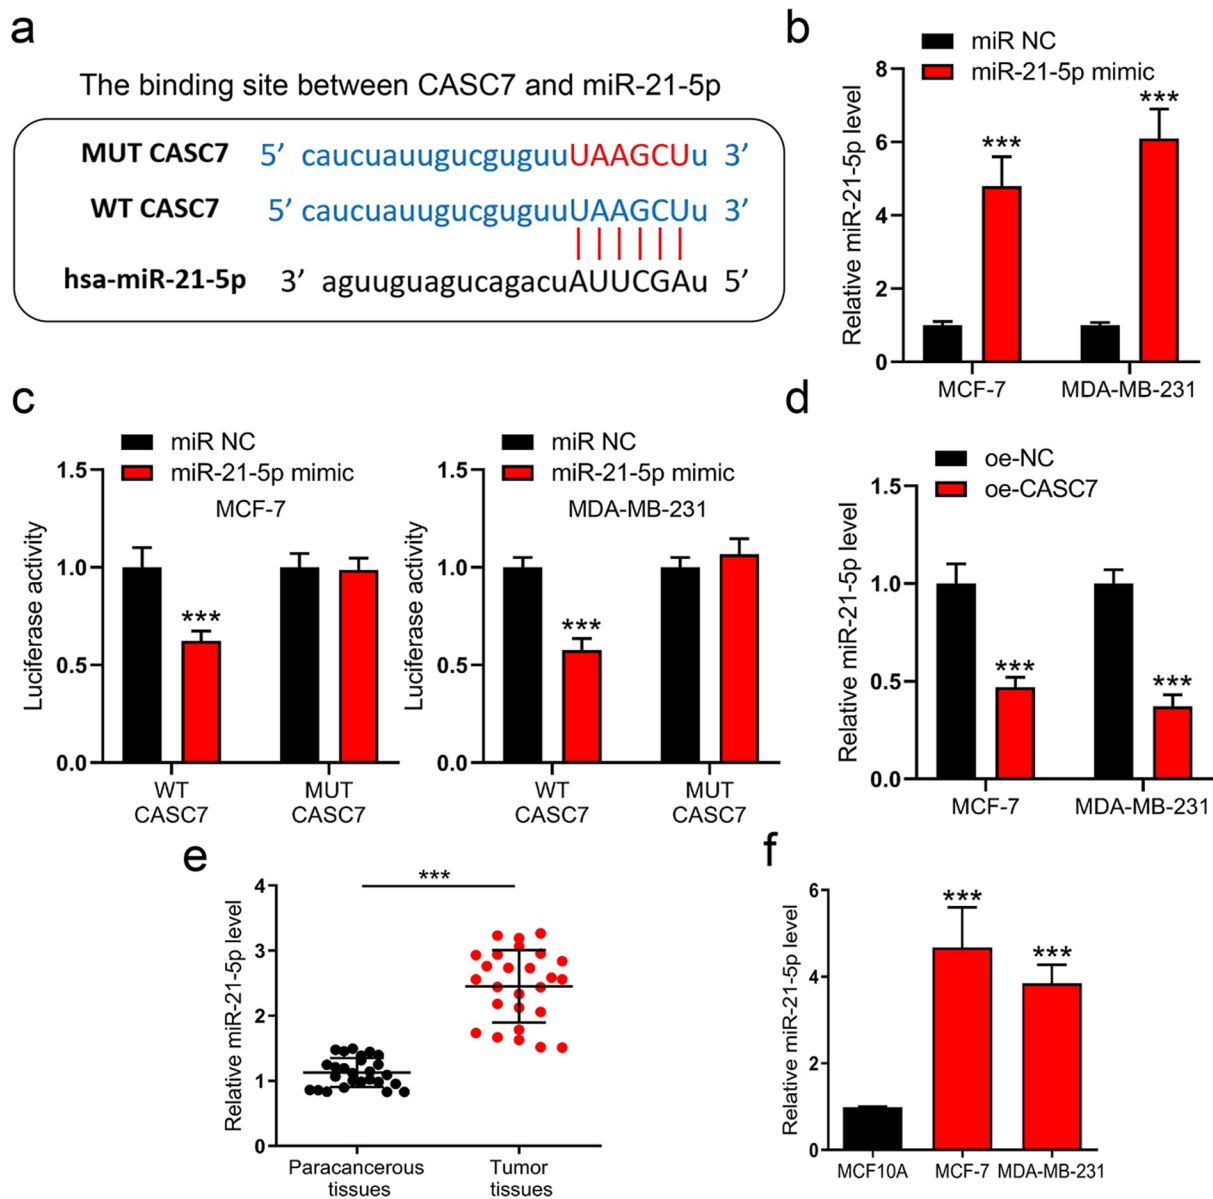 a
The binding site between CASC7 and miR-21-5p
MUT CASC7 5’ caucuauugucguguuUAAGCUu 3’
WT CASC7 5’ caucuauugucguguuUAAGCUu 3’
hsa-miR-21-5p 3’ aguuguagucagacuAUUCGAu 5’
b
miR NC
miR-21-5p mimic
Relative miR-21-5p level
8
6
4
2
0
***
***
MCF-7
MDA-MB-231
c
miR NC
miR-21-5p mimic
MCF-7
Luciferase activity
1.5
1.0
0.5
0.0
***
WT
CASC7
MUT
CASC7
miR NC
miR-21-5p mimic
MDA-MB-231
Luciferase activity
1.5
1.0
0.5
0.0
***
WT
CASC7
MUT
CASC7
d
oe-NC
oe-CASC7
Relative miR-21-5p level
1.5
1.0
0.5
0.0
***
***
MCF-7
MDA-MB-231
e
Relative miR-21-5p level
4
3
2
1
0
***
Paracancerous
tissues
Tumor
tissues
f
Relative miR-21-5p level
6
4
2
0
***
***
MCF10A
MCF-7
MDA-MB-231